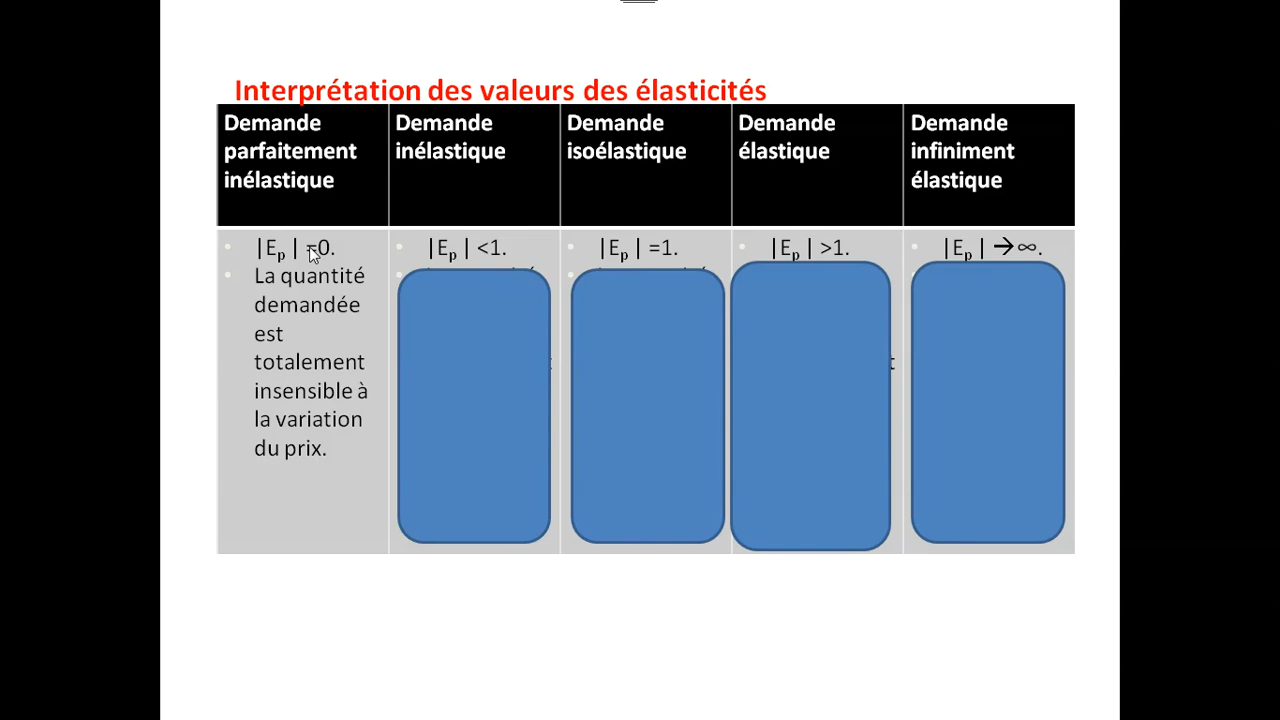 Interprétation des valeurs des élasticités
Demande
parfaitement
inélastique
Demande
inélastique
Demande
isoélastique
Demande
élastique
Demande
infiniment
élastique
• |Eₚ| =0.
• La quantité
demandée
est
totalement
insensible à
la variation
du prix.
• |Eₚ| <1.
• |Eₚ| =1.
• |Eₚ| >1.
• |Eₚ| → ∞.